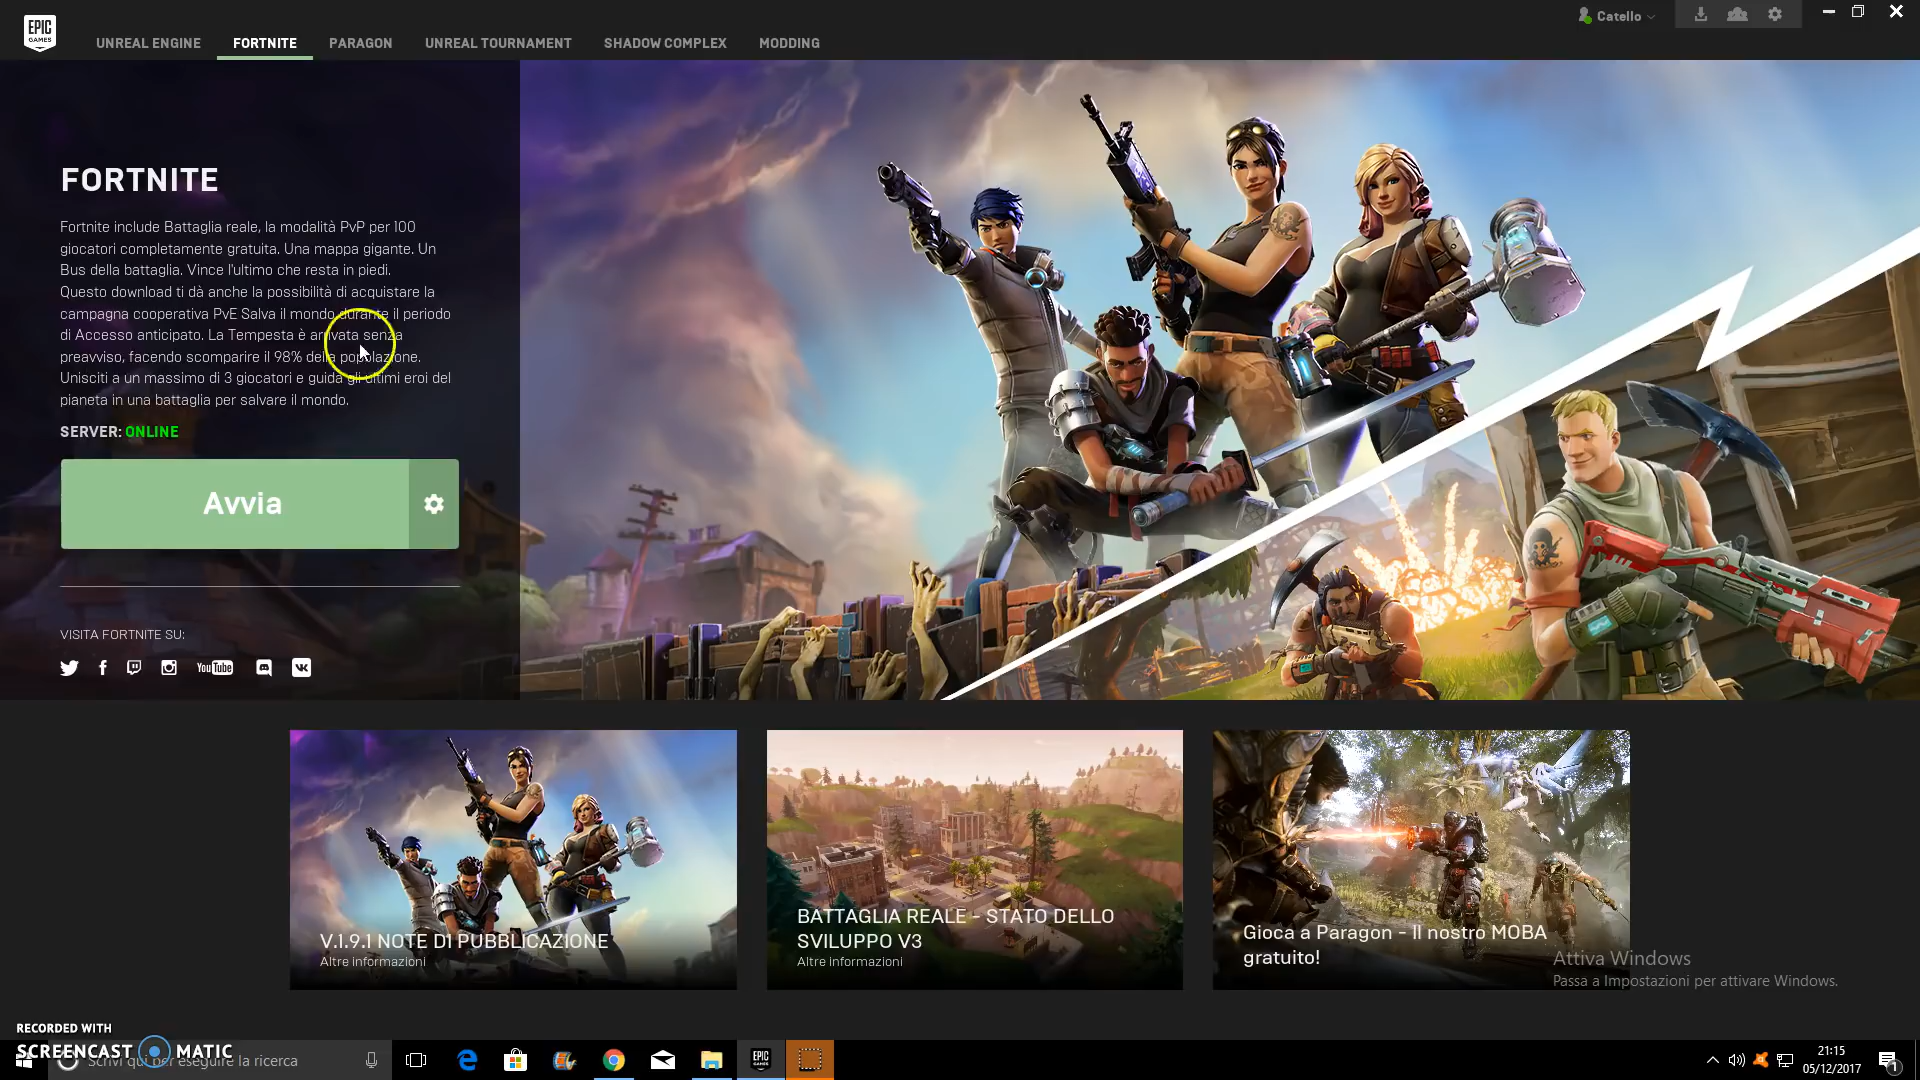 EPIC
GAMES
UNREAL ENGINE
FORTNITE
PARAGON
UNREAL TOURNAMENT
SHADOW COMPLEX
MODDING
Catello
FORTNITE
Fortnite include Battaglia reale, la modalità PvP per 100
giocatori completamente gratuita. Una mappa gigante. Un
Bus della battaglia. Vince l'ultimo che resta in piedi.
Questo download ti dà anche la possibilità di acquistare la
campagna cooperativa PvE Salva il mondo durante il periodo
di Accesso anticipato. La Tempesta è arrivata senza
preavviso, facendo scomparire il 98% della popolazione.
Unisciti a un massimo di 3 giocatori e guida gli ultimi eroi del
pianeta in una battaglia per salvare il mondo.
SERVER: ONLINE
Avvia
VISITA FORTNITE SU:
YouTube
V.1.9.1 NOTE DI PUBBLICAZIONE
Altre informazioni
BATTAGLIA REALE - STATO DELLO
SVILUPPO V3
Altre informazioni
Gioca a Paragon - Il nostro MOBA
gratuito!
Attiva Windows
Passa a Impostazioni per attivare Windows.
RECORDED WITH
SCREENCAST MATIC
Scrivi qui per eseguire la ricerca
EPIC
GAMES
21:15
05/12/2017
1